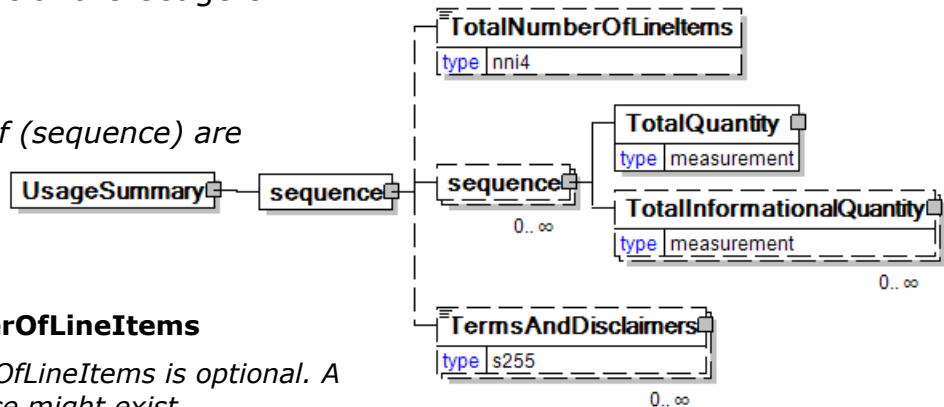 TotalNumberOfLineItems
type nni4
f (sequence) are
TotalQuantity
type measurement
UsageSummary
sequence
sequence
0.. ∞
TotalInformationalQuantity
type measurement
0.. ∞
erOfLineItems
TermsAndDisclaimers
type s255
0.. ∞
OfLineItems is optional. A